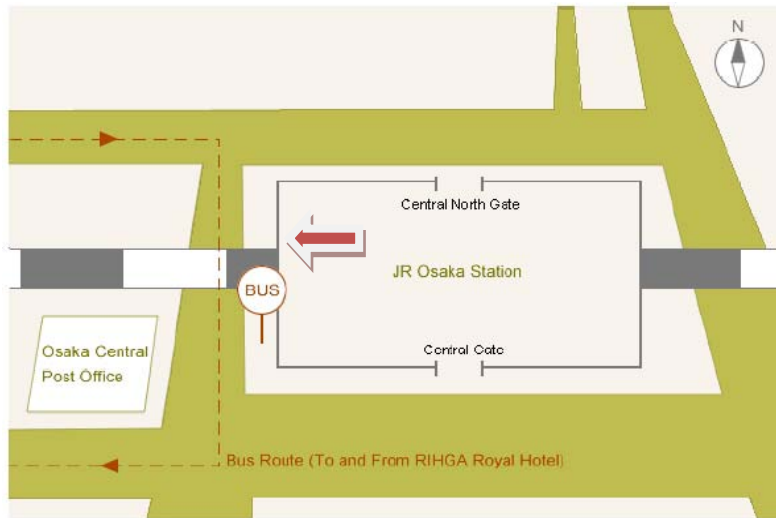 N
Central North Gate
JR Osaka Station
BUS
Central Gate
Osaka Central
Post Office
Bus Route (To and From RIHGA Royal Hotel)